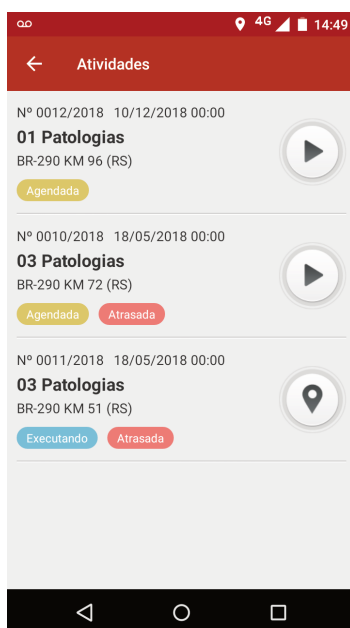 4G 14:49
Atividades
Nº 0012/2018 10/12/2018 00:00
01 Patologias
BR-290 KM 96 (RS)
Agendada
Nº 0010/2018 18/05/2018 00:00
03 Patologias
BR-290 KM 72 (RS)
Agendada Atrasada
Nº 0011/2018 18/05/2018 00:00
03 Patologias
BR-290 KM 51 (RS)
Executando Atrasada